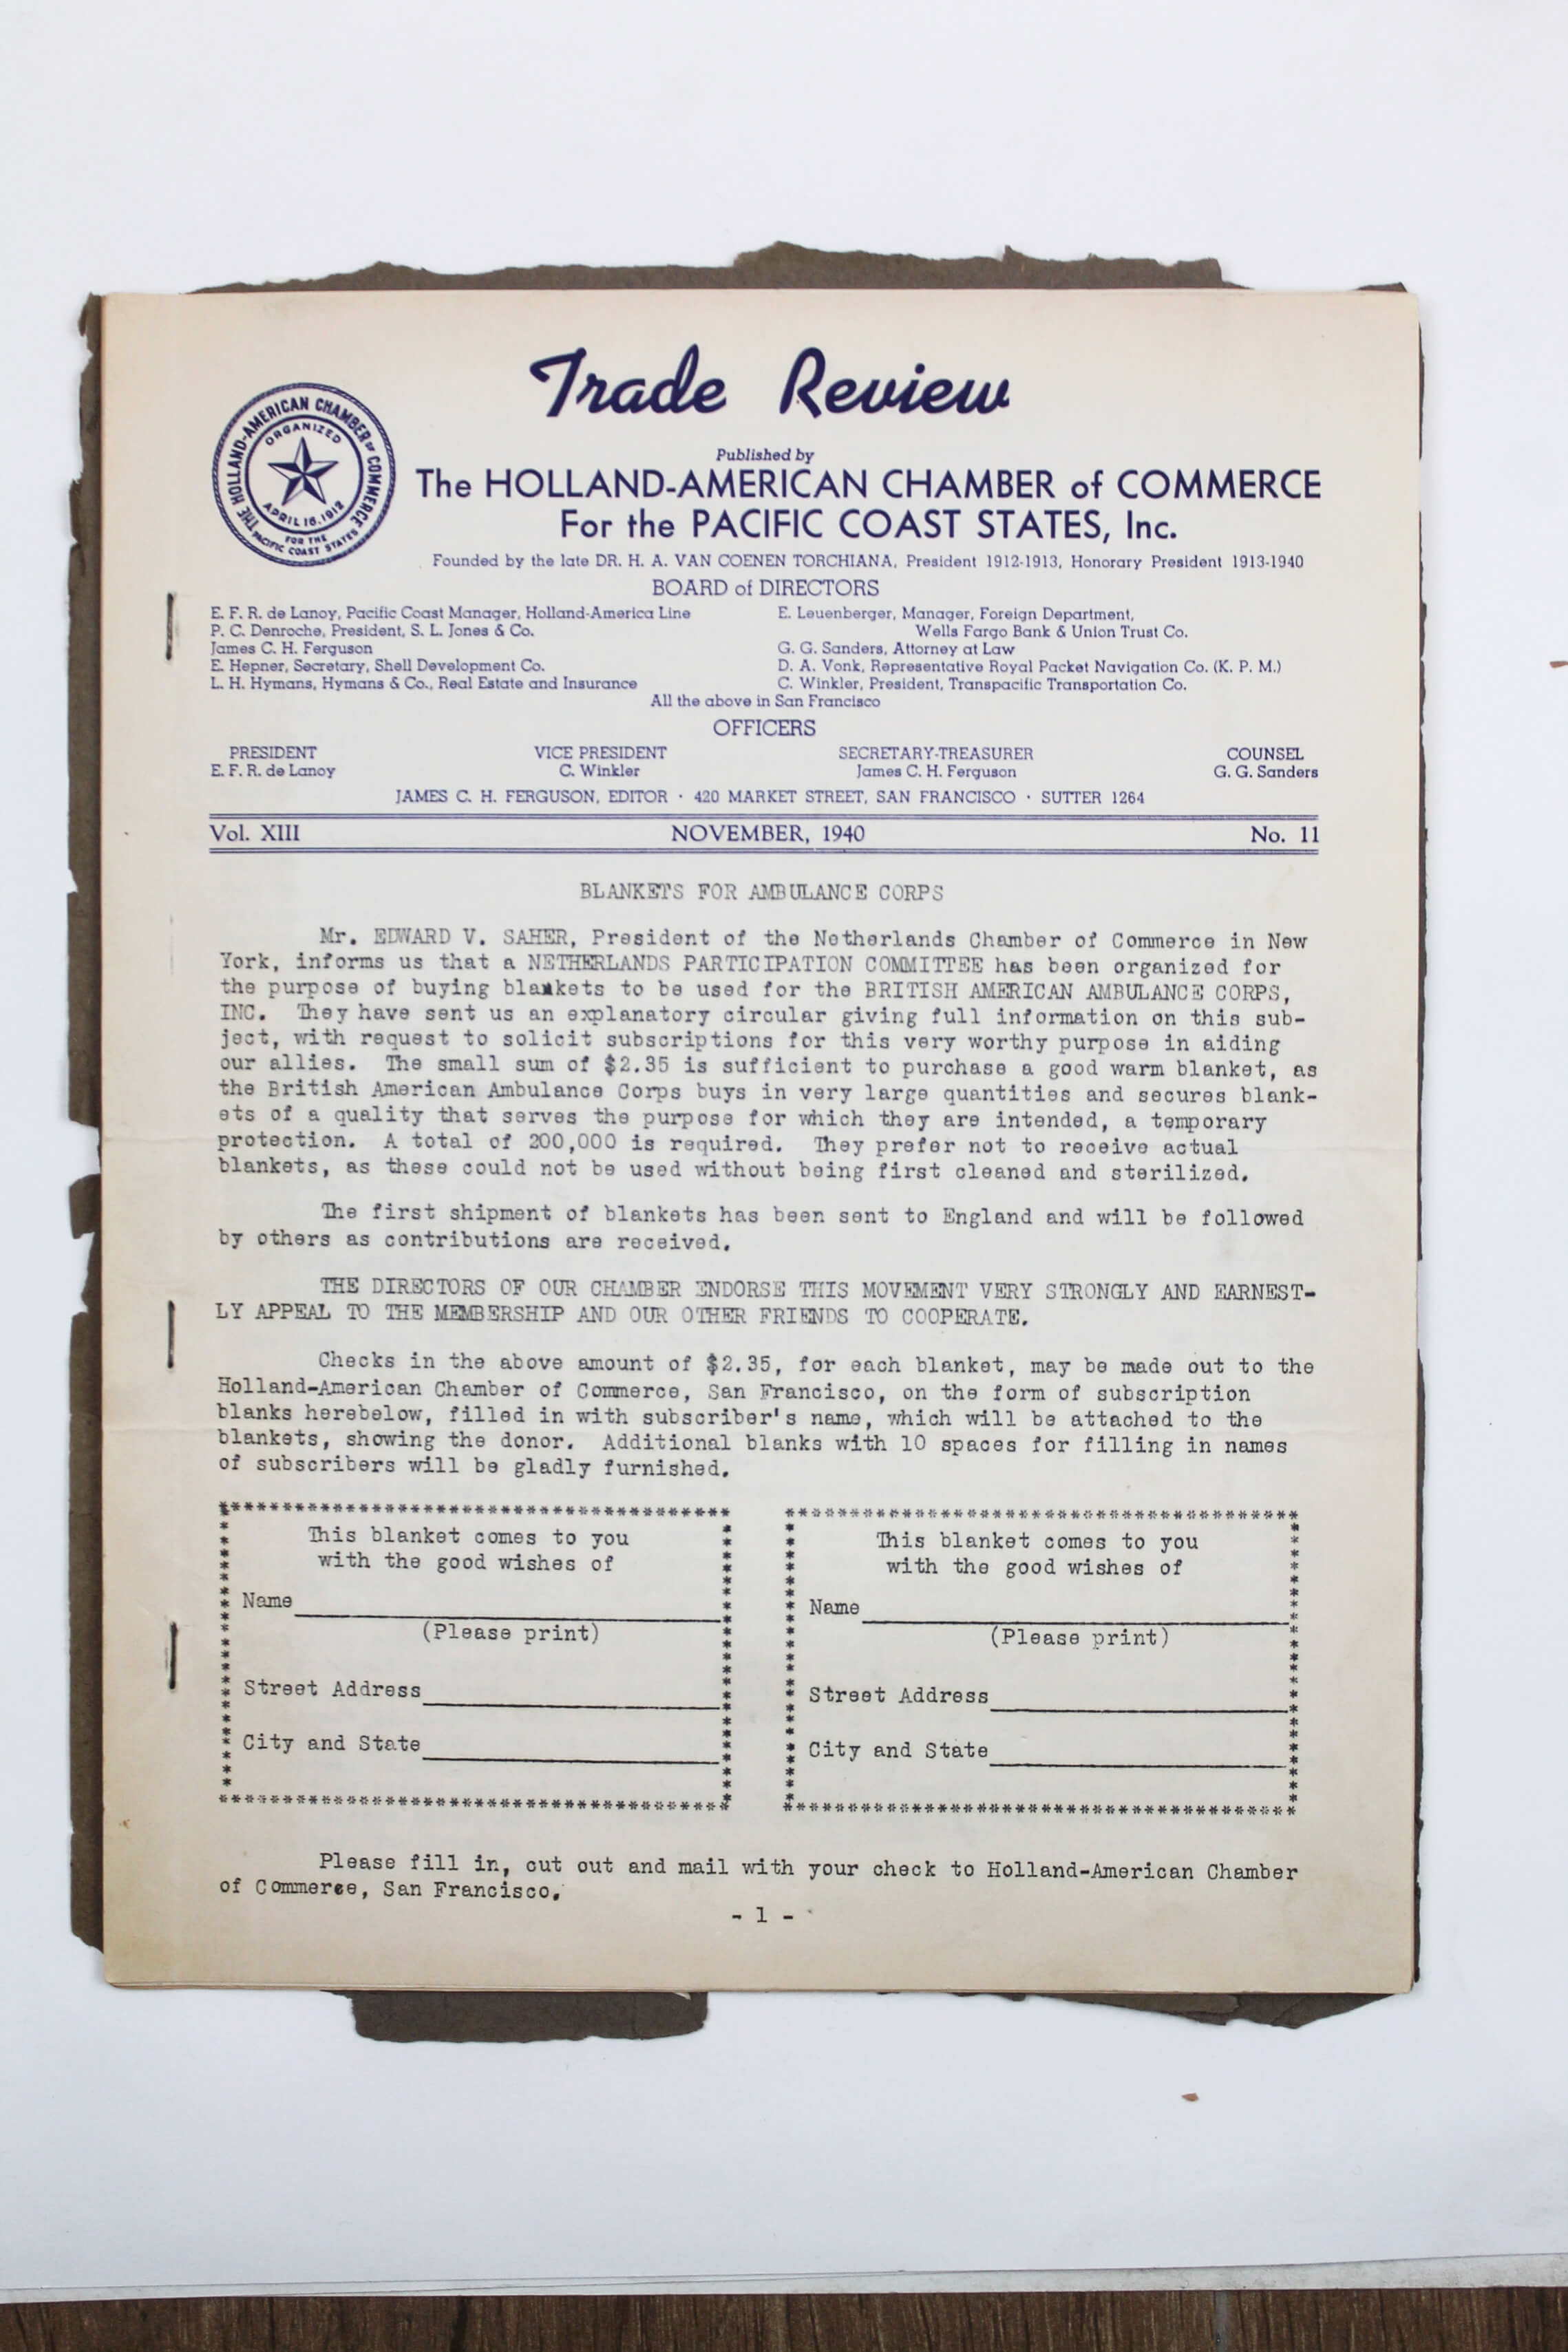 Trade Review
THE HOLLAND-AMERICAN CHAMBER of COMMERCE
FOR THE
PACIFIC COAST STATES
ORGANIZED
APRIL 16, 1912
Published by
The HOLLAND-AMERICAN CHAMBER of COMMERCE
For the PACIFIC COAST STATES, Inc.
Founded by the late DR. H. A. VAN COENEN TORCHIANA, President 1912-1913, Honorary President 1913-1940
BOARD of DIRECTORS
E. F. R. de Lanoy, Pacific Coast Manager, Holland-America Line
P. C. Denroche, President, S. L. Jones & Co.
James C. H. Ferguson
E. Hepner, Secretary, Shell Development Co.
L. H. Hymans, Hymans & Co., Real Estate and Insurance
E. Leuenberger, Manager, Foreign Department,
Wells Fargo Bank & Union Trust Co.
G. G. Sanders, Attorney at Law
D. A. Vonk, Representative Royal Packet Navigation Co. (K. P. M.)
C. Winkler, President, Transpacific Transportation Co.
All the above in San Francisco
OFFICERS
PRESIDENT
E. F. R. de Lanoy
VICE PRESIDENT
C. Winkler
SECRETARY-TREASURER
James C. H. Ferguson
COUNSEL
G. G. Sanders
JAMES C. H. FERGUSON, EDITOR · 420 MARKET STREET, SAN FRANCISCO · SUTTER 1264
Vol. XIII NOVEMBER, 1940 No. 11
BLANKETS FOR AMBULANCE CORPS
Mr. EDWARD V. SAHER, President of the Netherlands Chamber of Commerce in New
York, informs us that a NETHERLANDS PARTICIPATION COMMITTEE has been organized for
the purpose of buying blankets to be used for the BRITISH AMERICAN AMBULANCE CORPS,
INC. They have sent us an explanatory circular giving full information on this sub-
ject, with request to solicit subscriptions for this very worthy purpose in aiding
our allies. The small sum of $2.35 is sufficient to purchase a good warm blanket, as
the British American Ambulance Corps buys in very large quantities and secures blank-
ets of a quality that serves the purpose for which they are intended, a temporary
protection. A total of 200,000 is required. They prefer not to receive actual
blankets, as these could not be used without being first cleaned and sterilized.
The first shipment of blankets has been sent to England and will be followed
by others as contributions are received.
THE DIRECTORS OF OUR CHAMBER ENDORSE THIS MOVEMENT VERY STRONGLY AND EARNEST-
LY APPEAL TO THE MEMBERSHIP AND OUR OTHER FRIENDS TO COOPERATE.
Checks in the above amount of $2.35, for each blanket, may be made out to the
Holland-American Chamber of Commerce, San Francisco, on the form of subscription
blanks herebelow, filled in with subscriber's name, which will be attached to the
blankets, showing the donor. Additional blanks with 10 spaces for filling in names
of subscribers will be gladly furnished.
This blanket comes to you
with the good wishes of
Name
(Please print)
Street Address
City and State
This blanket comes to you
with the good wishes of
Name
(Please print)
Street Address
City and State
Please fill in, cut out and mail with your check to Holland-American Chamber
of Commerce, San Francisco.
- 1 -